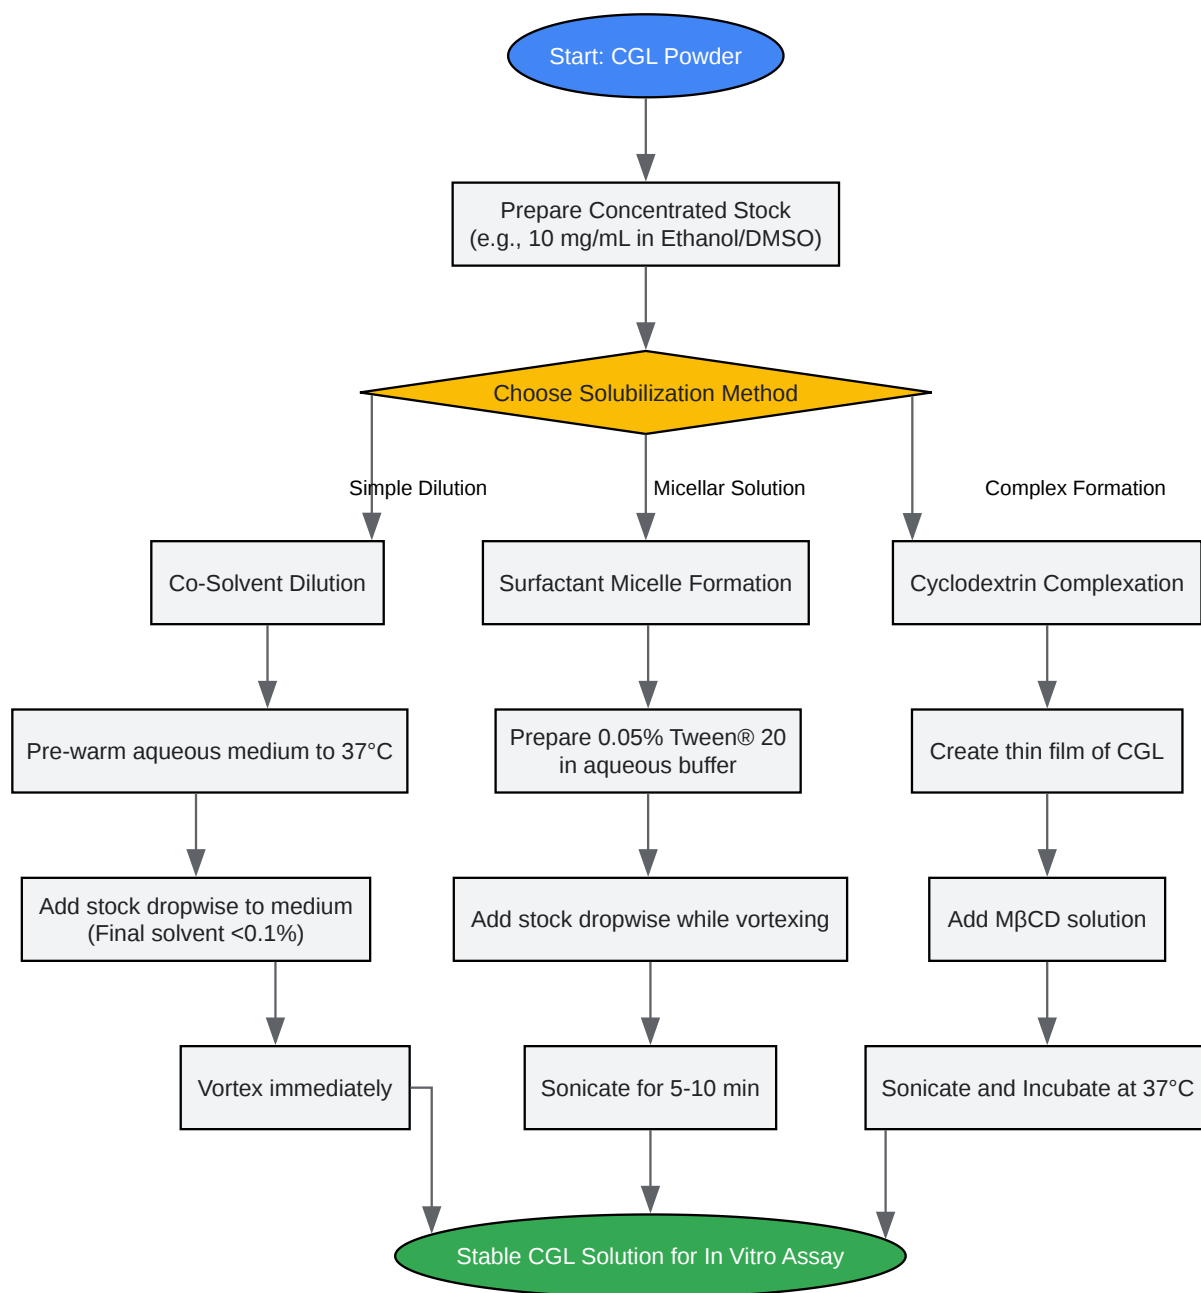 Start: CGL Powder
Prepare Concentrated Stock
(e.g., 10 mg/mL in Ethanol/DMSO)
Choose Solubilization Method
Simple Dilution
Micellar Solution
Complex Formation
Co-Solvent Dilution
Surfactant Micelle Formation
Cyclodextrin Complexation
Pre-warm aqueous medium to 37°C
Prepare 0.05% Tween® 20
in aqueous buffer
Create thin film of CGL
Add stock dropwise to medium
(Final solvent <0.1%)
Add stock dropwise while vortexing
Add MβCD solution
Vortex immediately
Sonicate for 5-10 min
Sonicate and Incubate at 37°C
Stable CGL Solution for In Vitro Assay